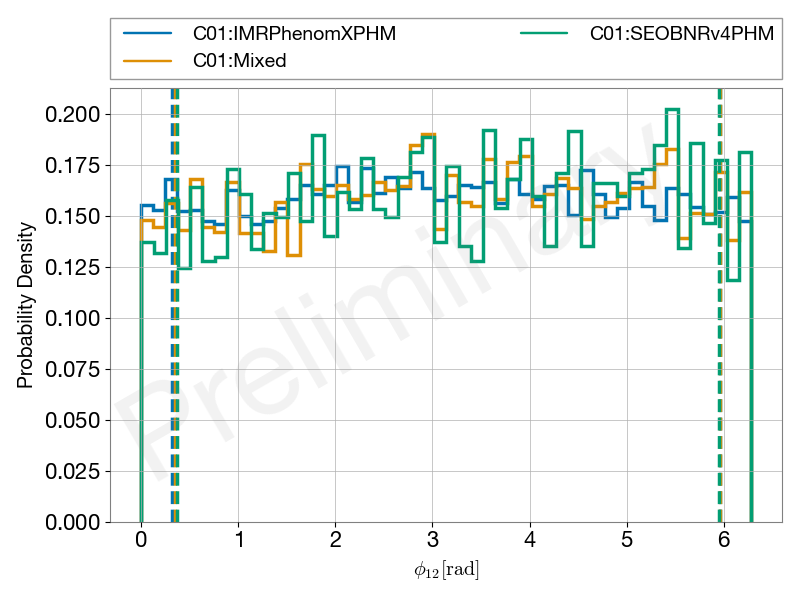 C01:IMRPhenomXPHM
C01:SEOBNRv4PHM
C01:Mixed
0.200
0.175
0.150
0.125
0.100
0.075
0.050
0.025
0.000
Probability Density
Preliminary
0 1 2 3 4 5 6
ϕ₁₂[rad]